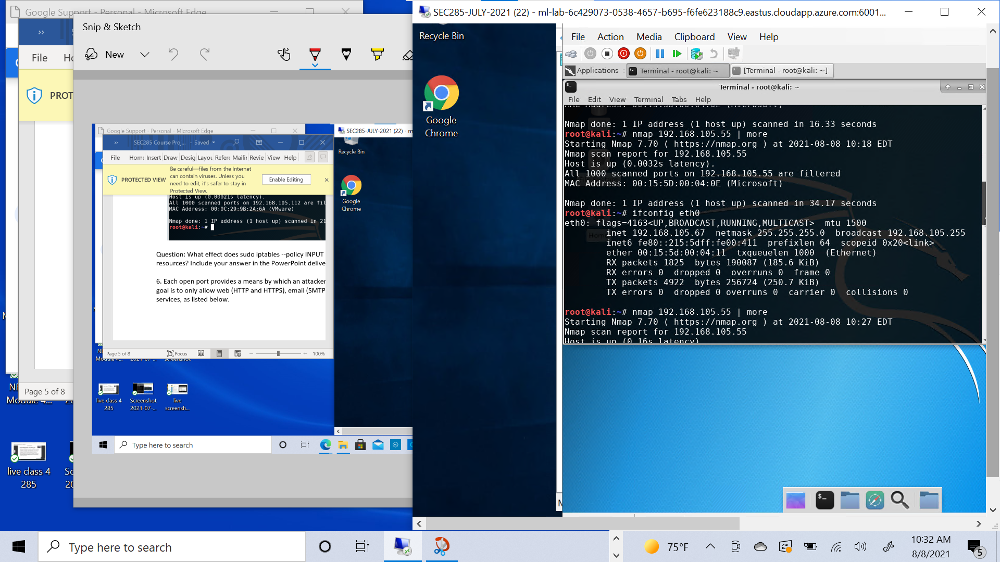 Google Support - Personal - Microsoft Edge
File
PROT
Page 5 of 8
Module 4...
live class 4
285
Snip & Sketch
New
Google Support - Personal - Microsoft Edge
SEC285 Course Proj... - Saved
File Home Insert Draw Desig Layou Refere Mailin Revie View Help
PROTECTED VIEW
Be careful—files from the Internet
can contain viruses. Unless you
need to edit, it's safer to stay in
Protected View.
Enable Editing
Host is up (0.00021s latency).
All 1000 scanned ports on 192.168.105.112 are fil
MAC Address: 00:0C:29:9B:2A:6A (VMware)
Nmap done: 1 IP address (1 host up) scanned in 21
root@kali:~#
Question: What effect does sudo iptables --policy INPUT
resources? Include your answer in the PowerPoint delive
6. Each open port provides a means by which an attacker
goal is to only allow web (HTTP and HTTPS), email (SMTP
services, as listed below.
Page 5 of 8
Focus
100%
live class 4
285
Screenshot
2021-07-...
live
screensh...
SEC285-JULY-2021 (22) - m
Recycle Bin
Google
Chrome
Type here to search
SEC285-JULY-2021 (22) - ml-lab-6c429073-0538-4657-b695-f6fe623188c9.eastus.cloudapp.azure.com:6001...
Recycle Bin
Google
Chrome
File Action Media Clipboard View Help
Applications
Terminal - root@kali: ~
[Terminal - root@kali: ~]
Terminal - root@kali: ~
File Edit View Terminal Tabs Help
MAC Address: 00:15:5D:00:04:0E (Microsoft)
Nmap done: 1 IP address (1 host up) scanned in 16.33 seconds
root@kali:~# nmap 192.168.105.55 | more
Starting Nmap 7.70 ( https://nmap.org ) at 2021-08-08 10:18 EDT
Nmap scan report for 192.168.105.55
Host is up (0.0032s latency).
All 1000 scanned ports on 192.168.105.55 are filtered
MAC Address: 00:15:5D:00:04:0E (Microsoft)
Nmap done: 1 IP address (1 host up) scanned in 34.17 seconds
root@kali:~# ifconfig eth0
eth0: flags=4163<UP,BROADCAST,RUNNING,MULTICAST>  mtu 1500
inet 192.168.105.67  netmask 255.255.255.0  broadcast 192.168.105.255
inet6 fe80::215:5dff:fe00:411  prefixlen 64  scopeid 0x20<link>
ether 00:15:5d:00:04:11  txqueuelen 1000  (Ethernet)
RX packets 1825  bytes 190087 (185.6 KiB)
RX errors 0  dropped 0  overruns 0  frame 0
TX packets 4922  bytes 256724 (250.7 KiB)
TX errors 0  dropped 0 overruns 0  carrier 0  collisions 0
root@kali:~# nmap 192.168.105.55 | more
Starting Nmap 7.70 ( https://nmap.org ) at 2021-08-08 10:27 EDT
Nmap scan report for 192.168.105.55
Host is up (0.16s latency)
Type here to search
75°F
10:32 AM
8/8/2021
5